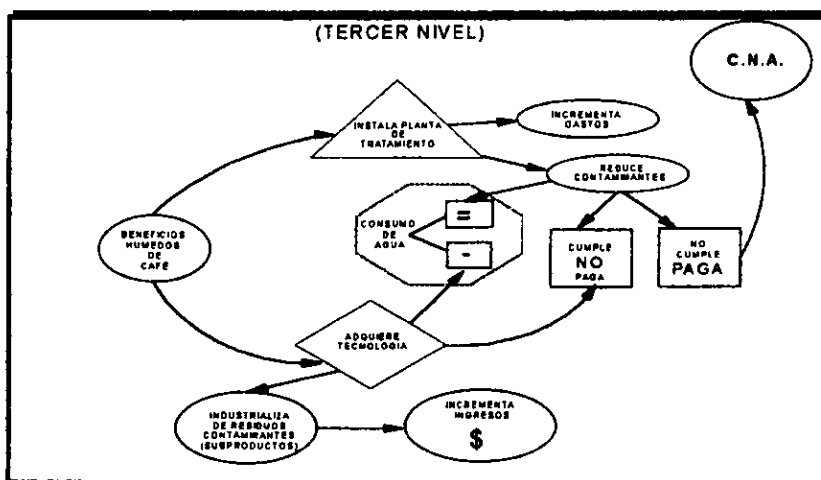 (TERCER NIVEL)
C.N.A.
INSTALA PLANTA
DE
TRATAMIENTO
INCREMENTA
GASTOS
REDUCE
CONTAMINANTES
BENEFICIOS
HUMEDOS
DE
CAFÉ
CONSUMO
DE
AGUA
=
-
CUMPLE
NO
PAGA
NO
CUMPLE
PAGA
ADQUIERE
TECNOLOGIA
INDUSTRIALIZA
DE RESIDUOS
CONTAMINANTES
(SUBPRODUCTOS)
INCREMENTA
INGRESOS
$